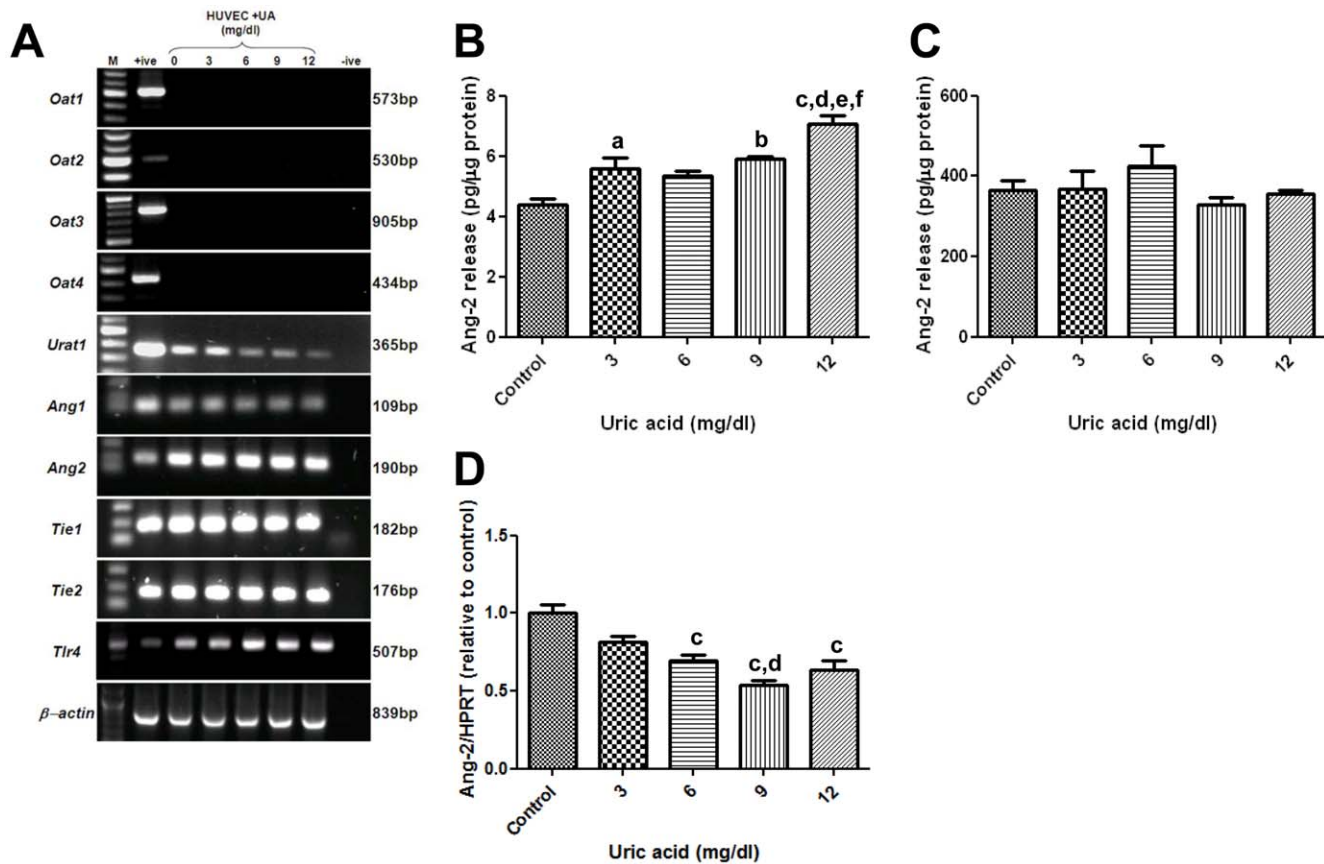 A
HUVEC +UA
(mg/dl)
M +ive 0 3 6 9 12 -ive
Oat1 573bp
Oat2 530bp
Oat3 905bp
Oat4 434bp
Urat1 365bp
Ang1 109bp
Ang2 190bp
Tie1 182bp
Tie2 176bp
Tlr4 507bp
β-actin 839bp
B
Ang-2 release (pg/µg protein)
8
6
4
2
0
a
b
c,d,e,f
Control 3 6 9 12
Uric acid (mg/dl)
C
Ang-2 release (pg/µg protein)
600
400
200
0
Control 3 6 9 12
Uric acid (mg/dl)
D
Ang-2/HPRT (relative to control)
1.5
1.0
0.5
0.0
c
c,d
c
Control 3 6 9 12
Uric acid (mg/dl)